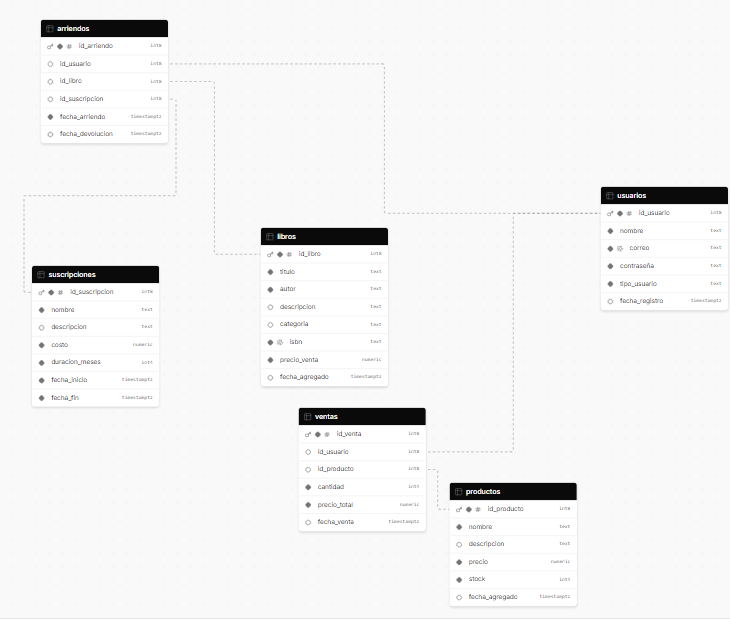 arriendos
id_arriendo int8
id_usuario int8
id_libro int8
id_suscripcion int8
fecha_arriendo timestamptz
fecha_devolucion timestamptz
usuarios
id_usuario int8
nombre text
correo text
contraseña text
tipo_usuario text
fecha_registro timestamptz
libros
id_libro int8
titulo text
autor text
descripcion text
categoria text
isbn text
precio_venta numeric
fecha_agregado timestamptz
suscripciones
id_suscripcion int8
nombre text
descripcion text
costo numeric
duracion_meses int4
fecha_inicio timestamptz
fecha_fin timestamptz
ventas
id_venta int8
id_usuario int8
id_producto int8
cantidad int4
precio_total numeric
fecha_venta timestamptz
productos
id_producto int8
nombre text
descripcion text
precio numeric
stock int4
fecha_agregado timestamptz